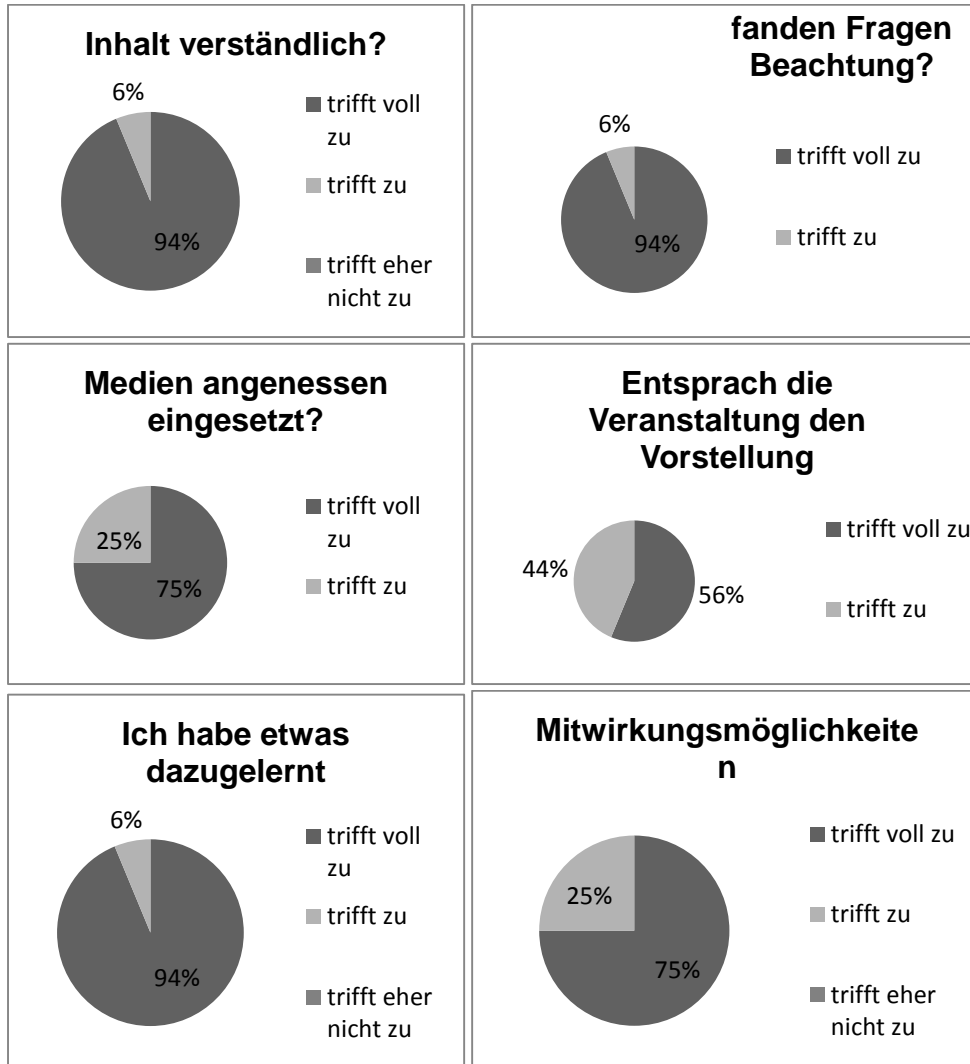 Inhalt verständlich?
6%
94%
trifft voll
zu
trifft zu
trifft eher
nicht zu
fanden Fragen
Beachtung?
6%
94%
trifft voll zu
trifft zu
Medien angenessen
eingesetzt?
25%
75%
trifft voll
zu
trifft zu
Entsprach die
Veranstaltung den
Vorstellung
44%
56%
trifft voll zu
trifft zu
Ich habe etwas
dazugelernt
6%
94%
trifft voll
zu
trifft zu
trifft eher
nicht zu
Mitwirkungsmöglichkeite
n
25%
75%
trifft voll zu
trifft zu
trifft eher
nicht zu